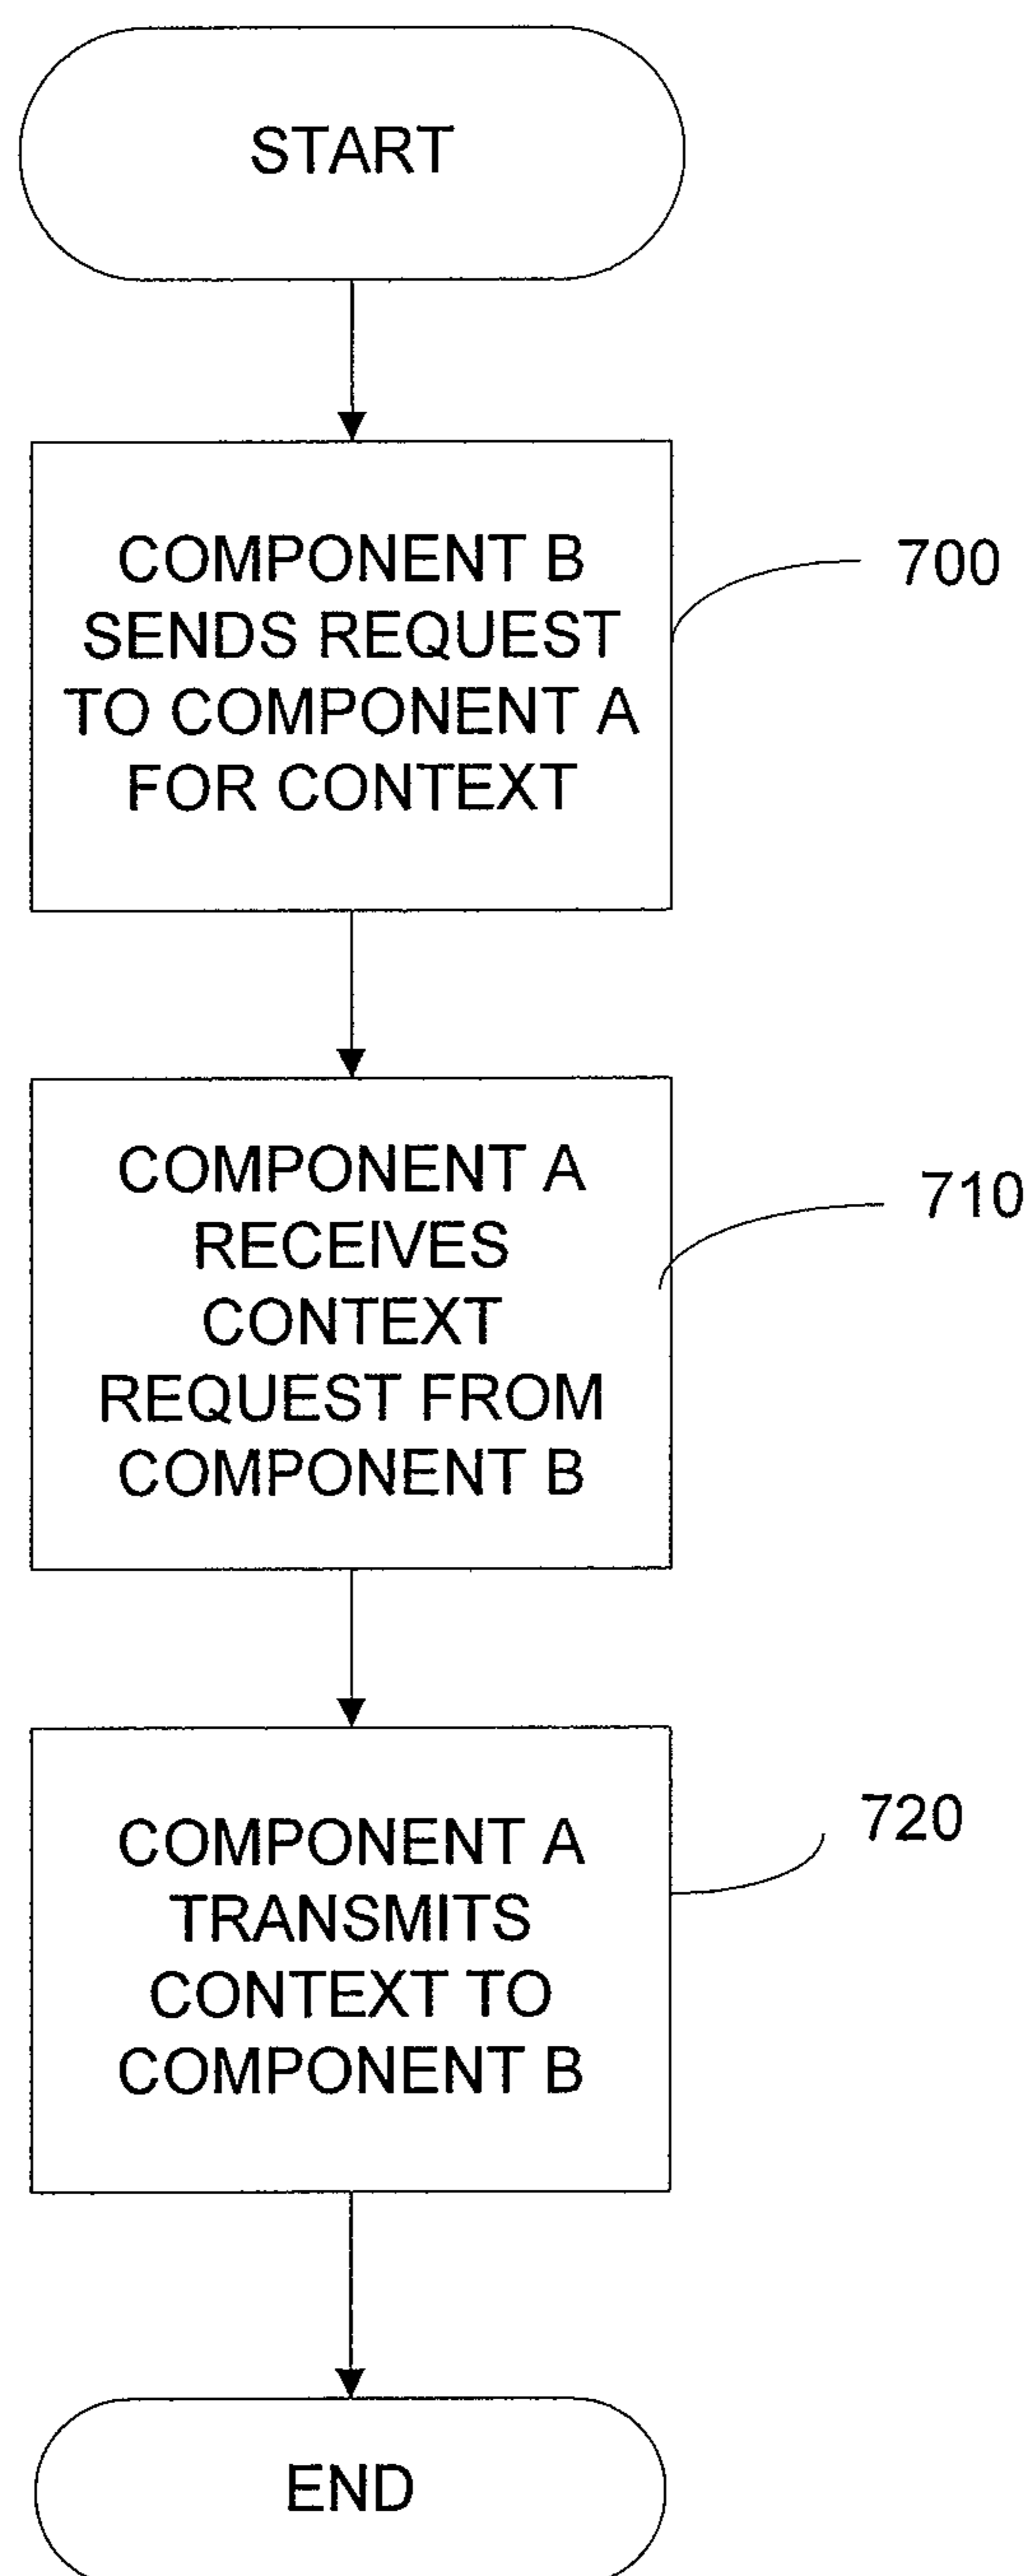 START
COMPONENT B
SENDS REQUEST
TO COMPONENT A
FOR CONTEXT
700
COMPONENT A
RECEIVES
CONTEXT
REQUEST FROM
COMPONENT B
710
COMPONENT A
TRANSMITS
CONTEXT TO
COMPONENT B
720
END